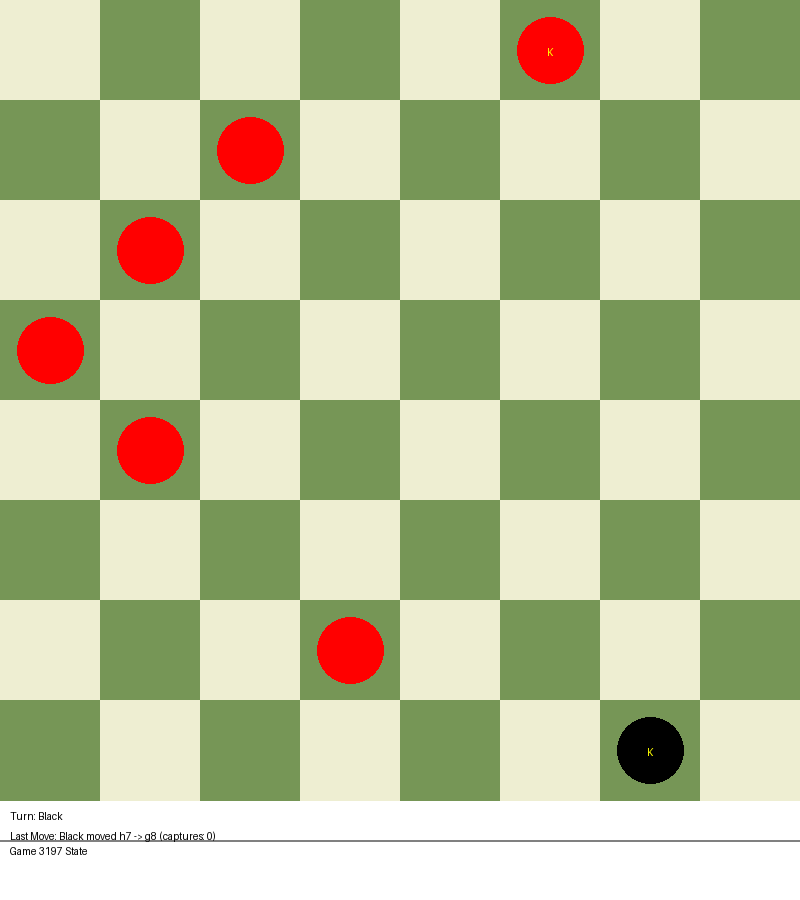 K
K
Turn: Black
Last Move: Black moved h7 -> g8 (captures: 0)
Game 3197 State